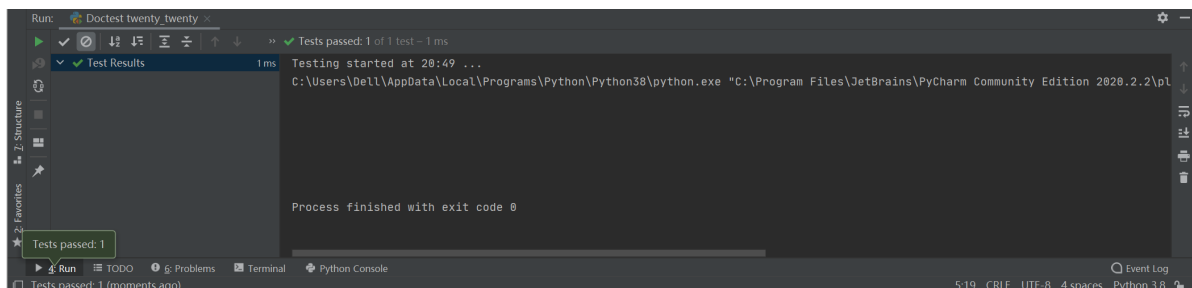 Run: Doctest twenty_twenty ×
» Tests passed: 1 of 1 test – 1 ms
Test Results 1 ms
Testing started at 20:49 ...
C:\Users\Dell\AppData\Local\Programs\Python\Python38\python.exe "C:\Program Files\JetBrains\PyCharm Community Edition 2020.2.2\pl
Process finished with exit code 0
7: Structure
2: Favorites
Tests passed: 1
4: Run TODO 6: Problems Terminal Python Console Event Log
Tests passed: 1 (moments ago) 5:19 CRLF UTF-8 4 spaces Python 3.8